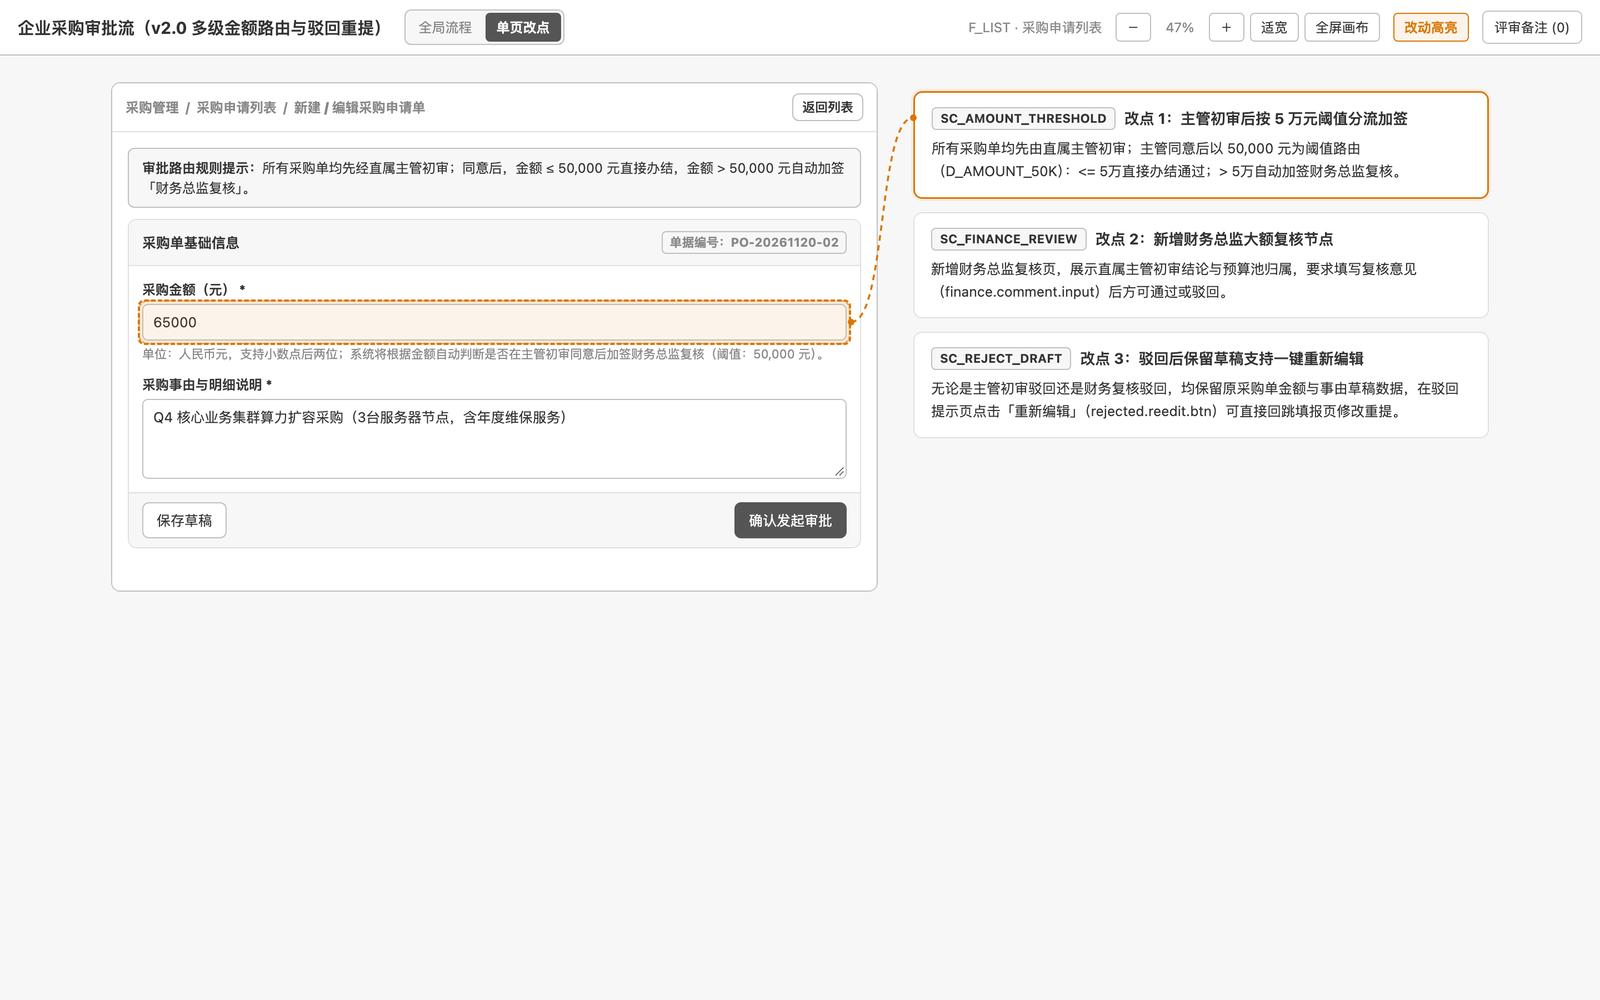 企业采购审批流（v2.0 多级金额路由与驳回重提）
全局流程
单页改点
F_LIST · 采购申请列表
−
47%
+
适宽
全屏画布
改动高亮
评审备注 (0)
采购管理 / 采购申请列表 / 新建 / 编辑采购申请单
返回列表
审批路由规则提示：所有采购单均先经直属主管初审；同意后，金额 ≤ 50,000 元直接办结，金额 > 50,000 元自动加签
「财务总监复核」。
采购单基础信息
单据编号：PO-20261120-02
采购金额（元） *
65000
单位：人民币元，支持小数点后两位；系统将根据金额自动判断是否在主管初审同意后加签财务总监复核（阈值：50,000 元）。
采购事由与明细说明 *
Q4 核心业务集群算力扩容采购（3台服务器节点，含年度维保服务）
保存草稿
确认发起审批
SC_AMOUNT_THRESHOLD
改点 1：主管初审后按 5 万元阈值分流加签
所有采购单均先由直属主管初审；主管同意后以 50,000 元为阈值路由
（D_AMOUNT_50K）：<= 5万直接办结通过；> 5万自动加签财务总监复核。
SC_FINANCE_REVIEW
改点 2：新增财务总监大额复核节点
新增财务总监复核页，展示直属主管初审结论与预算池归属，要求填写复核意见
（finance.comment.input）后方可通过或驳回。
SC_REJECT_DRAFT
改点 3：驳回后保留草稿支持一键重新编辑
无论是主管初审驳回还是财务复核驳回，均保留原采购单金额与事由草稿数据，在驳回
提示页点击「重新编辑」（rejected.reedit.btn）可直接回跳填报页修改重提。